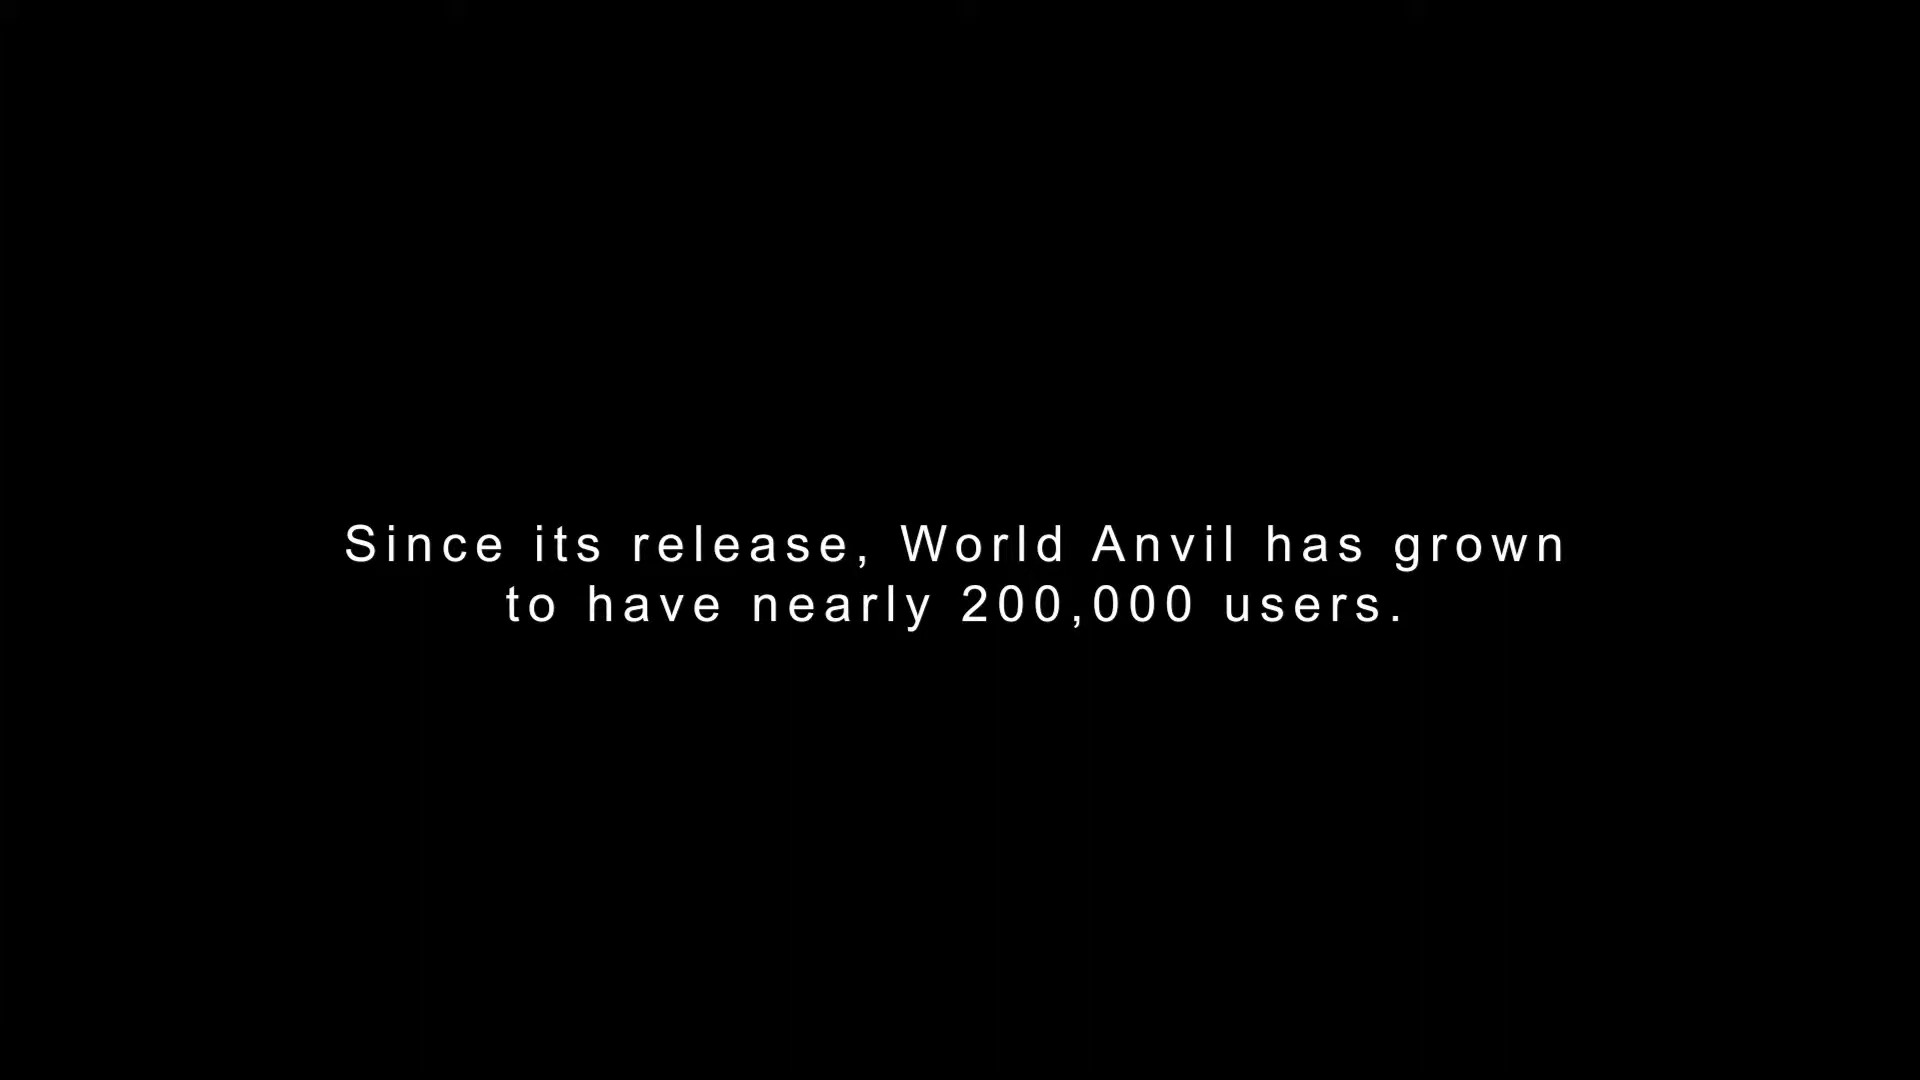 Since its release, World Anvil has grown
to have nearly 200,000 users.